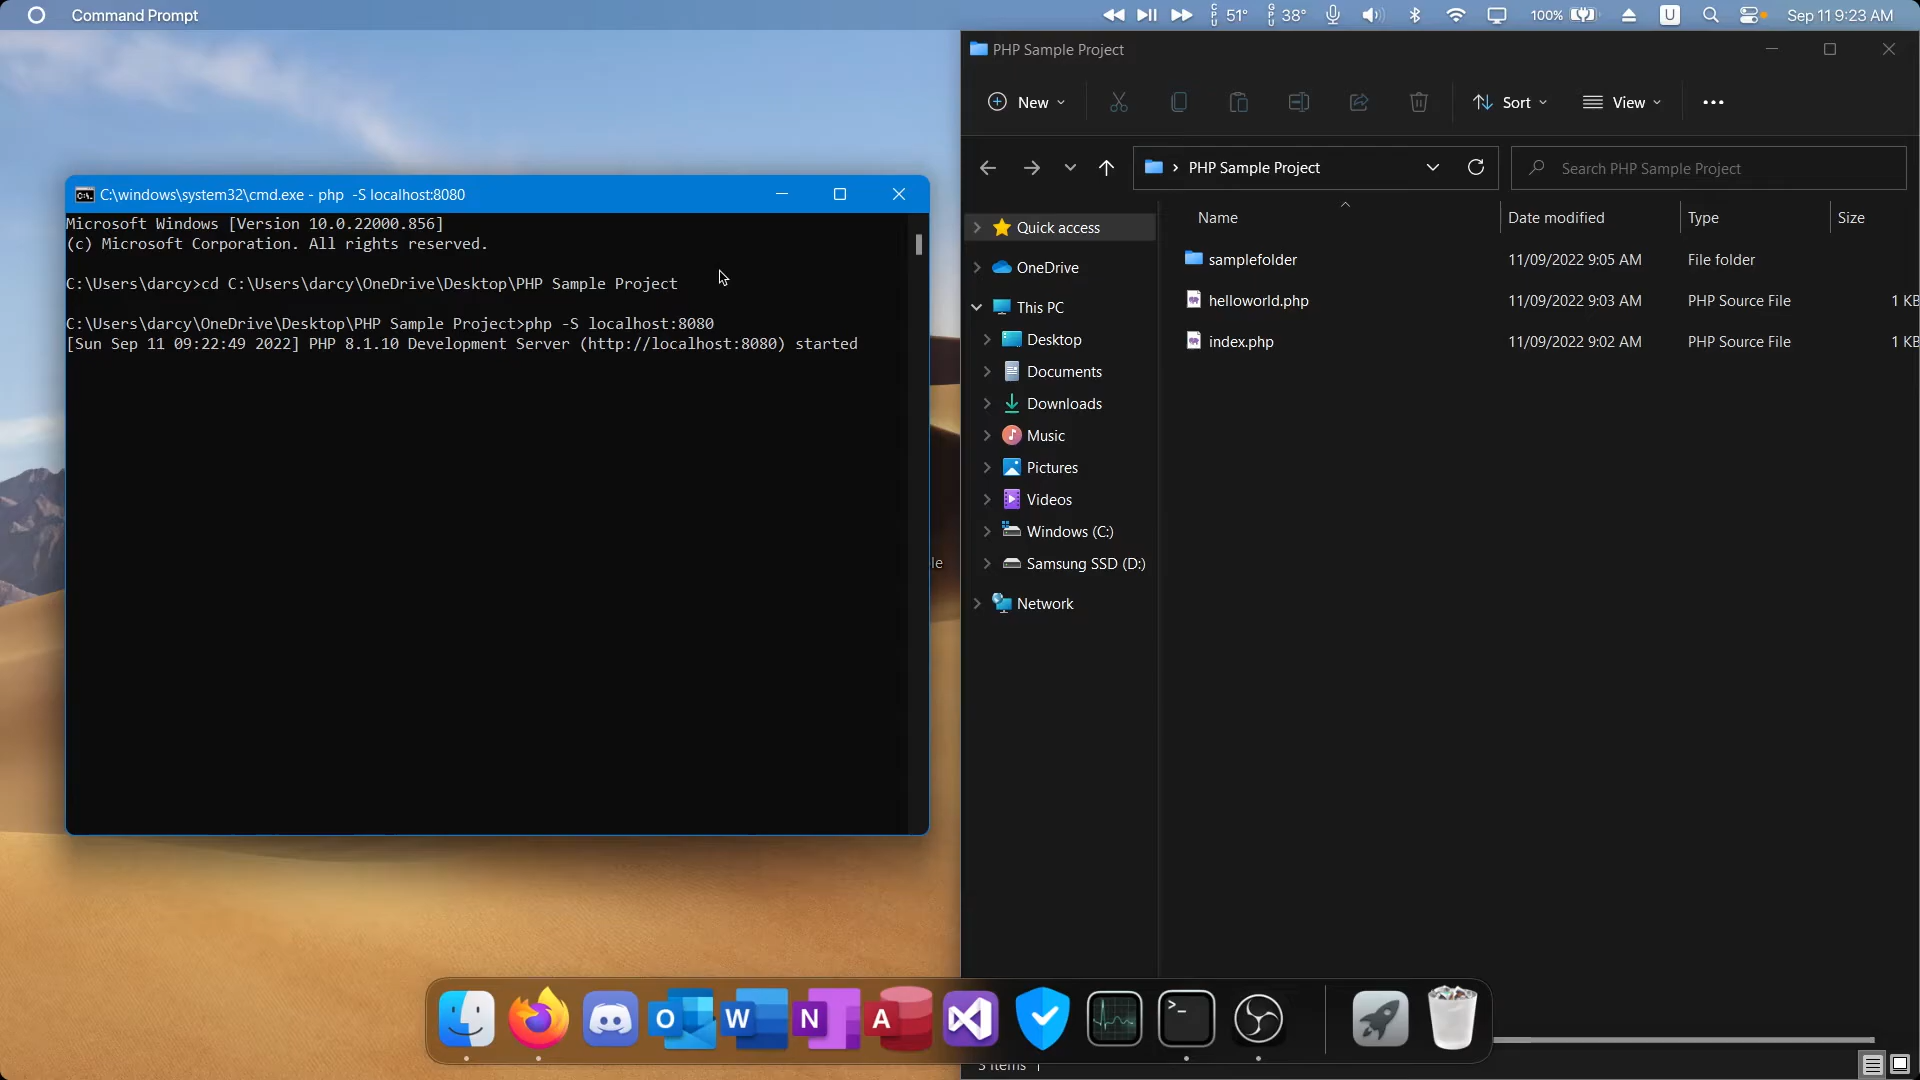 Command Prompt
CPU 51°
GPU 38°
100%
U
Sep 11 9:23 AM
C:\windows\system32\cmd.exe - php -S localhost:8080
Microsoft Windows [Version 10.0.22000.856]
(c) Microsoft Corporation. All rights reserved.
C:\Users\darcy>cd C:\Users\darcy\OneDrive\Desktop\PHP Sample Project
C:\Users\darcy\OneDrive\Desktop\PHP Sample Project>php -S localhost:8080
[Sun Sep 11 09:22:49 2022] PHP 8.1.10 Development Server (http://localhost:8080) started
le
PHP Sample Project
New
Sort
View
PHP Sample Project
Search PHP Sample Project
Quick access
OneDrive
This PC
Desktop
Documents
Downloads
Music
Pictures
Videos
Windows (C:)
Samsung SSD (D:)
Network
Name Date modified Type Size
samplefolder 11/09/2022 9:05 AM File folder
helloworld.php 11/09/2022 9:03 AM PHP Source File 1 KB
index.php 11/09/2022 9:02 AM PHP Source File 1 KB
3 items
O
W
N
A